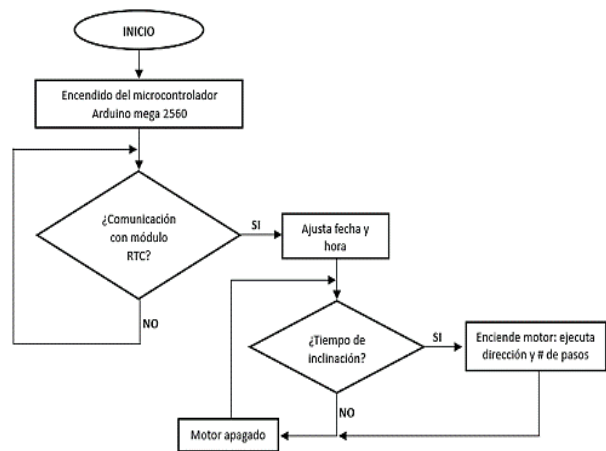 INICIO
Encendido del microcontrolador
Arduino mega 2560
¿Comunicación
con módulo
RTC?
SI
Ajusta fecha y
hora
NO
¿Tiempo de
inclinación?
SI
Enciende motor: ejecuta
dirección y # de pasos
NO
Motor apagado